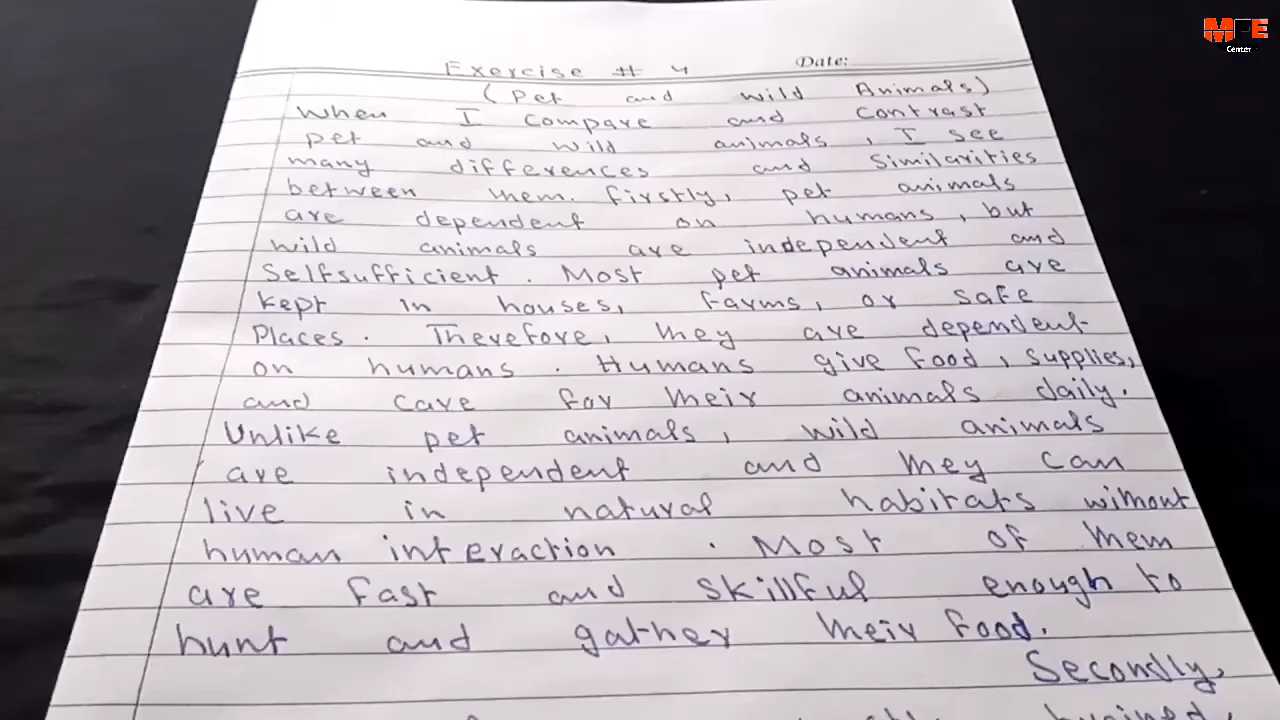 MPE
Center
Exercise # 4
Date:
(Pet and wild Animals)
When I compare and contrast
pet and wild animals, I see
many differences and similarities
between them. Firstly, pet animals
are dependent on humans, but
wild animals are independent and
Selfsufficient. Most pet animals are
kept in houses, farms, or safe
Places. Therefore, they are dependent
on humans. Humans give food, supplies,
and care for their animals daily.
Unlike pet animals, wild animals
are independent and they can
live in natural habitats without
human interaction. Most of them
are fast and skillful enough to
hunt and gather their food.
Secondly,